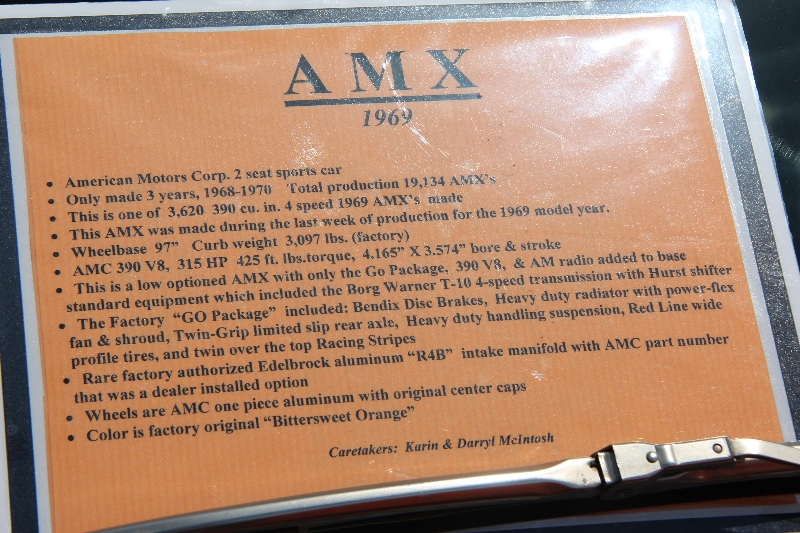 AMX
1969
• American Motors Corp. 2 seat sports car
• Only made 3 years, 1968-1970 Total production 19,134 AMX's
• This is one of 3,620 390 cu. in. 4 speed 1969 AMX's made
• This AMX was made during the last week of production for the 1969 model year.
• Wheelbase 97" Curb weight 3,097 lbs. (factory)
• AMC 390 V8, 315 HP 425 ft. lbs.torque, 4.165" X 3.574" bore & stroke
• This is a low optioned AMX with only the Go Package, 390 V8, & AM radio added to base
standard equipment which included the Borg Warner T-10 4-speed transmission with Hurst shifter
• The Factory "GO Package" included: Bendix Disc Brakes, Heavy duty radiator with power-flex
fan & shroud, Twin-Grip limited slip rear axle, Heavy duty handling suspension, Red Line wide
profile tires, and twin over the top Racing Stripes
• Rare factory authorized Edelbrock aluminum "R4B" intake manifold with AMC part number
that was a dealer installed option
• Wheels are AMC one piece aluminum with original center caps
• Color is factory original "Bittersweet Orange"
Caretakers: Karin & Darryl McIntosh